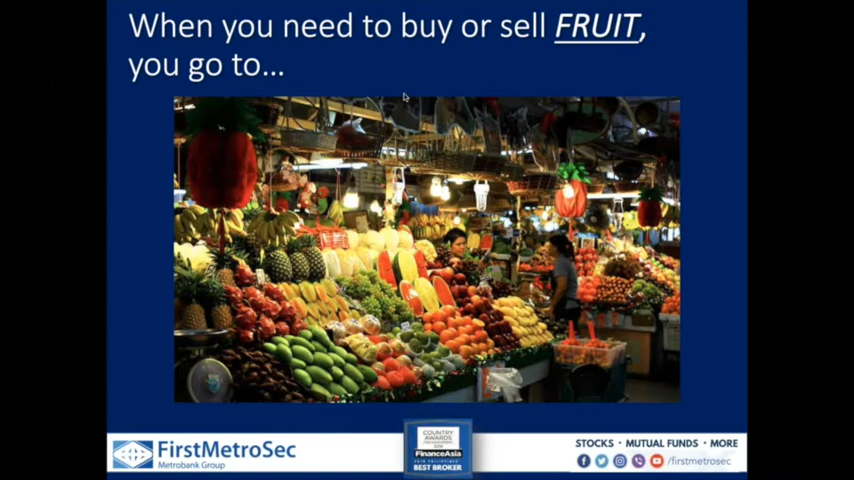 When you need to buy or sell FRUIT,
you go to...
FirstMetroSec
Metrobank Group
COUNTRY
AWARDS
FinanceAsia
BEST BROKER
STOCKS • MUTUAL FUNDS • MORE
/firstmetrosec